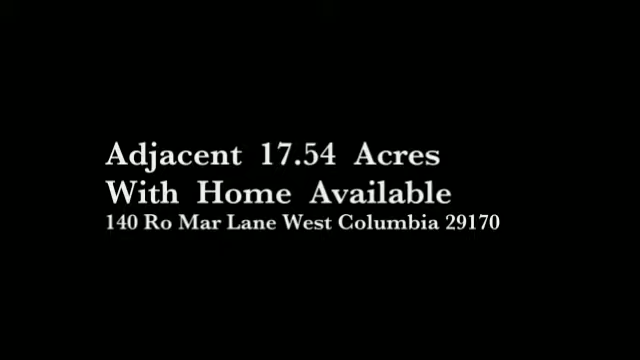 Adjacent 17.54 Acres
With Home Available
140 Ro Mar Lane West Columbia 29170